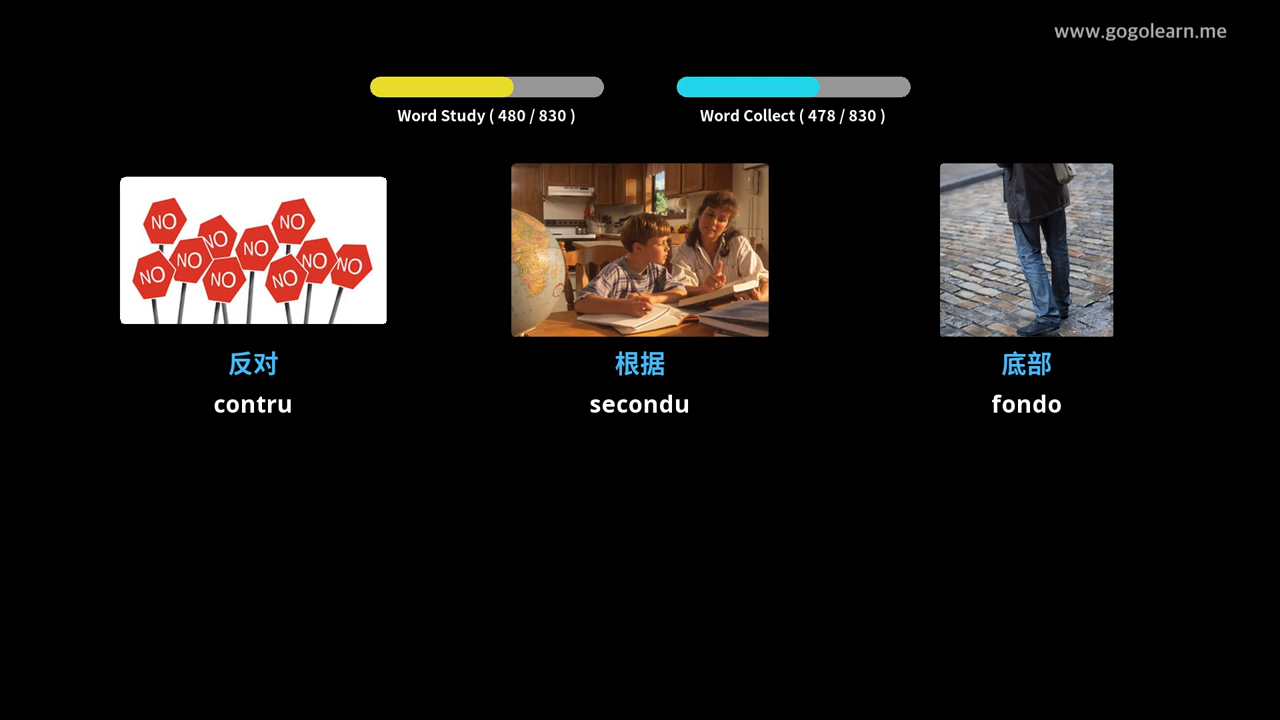 www.gogolearn.me
Word Study ( 480 / 830 )
Word Collect ( 478 / 830 )
NO
NO
NO
NO
NO
NO
NO
NO
NO
NO
反对
根据
底部
contru
secondu
fondo